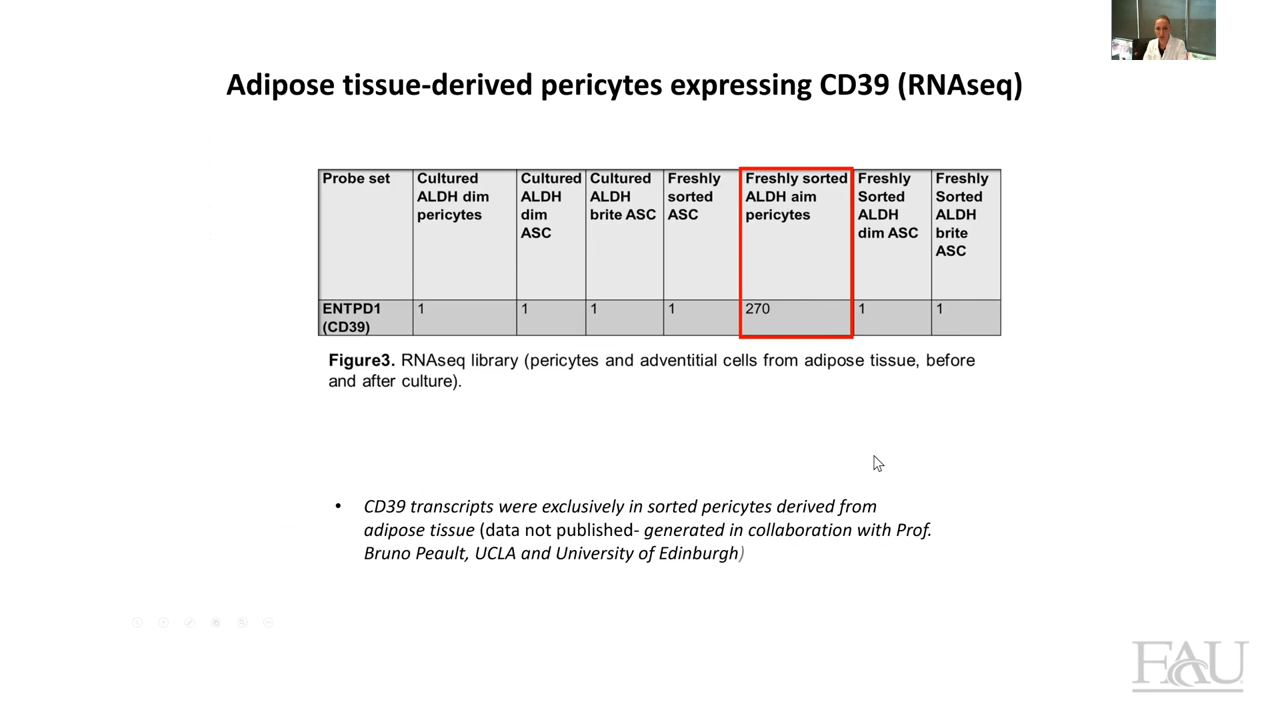 Adipose tissue-derived pericytes expressing CD39 (RNAseq)
Probe set
Cultured
ALDH dim
pericytes
Cultured
ALDH
dim
ASC
Cultured
ALDH
brite ASC
Freshly
sorted
ASC
Freshly sorted
ALDH aim
pericytes
Freshly
Sorted
ALDH
dim ASC
Freshly
Sorted
ALDH
brite
ASC
ENTPD1
(CD39)
1
1
1
1
270
1
1
Figure3. RNAseq library (pericytes and adventitial cells from adipose tissue, before
and after culture).
• CD39 transcripts were exclusively in sorted pericytes derived from
adipose tissue (data not published- generated in collaboration with Prof.
Bruno Peault, UCLA and University of Edinburgh)
FAU